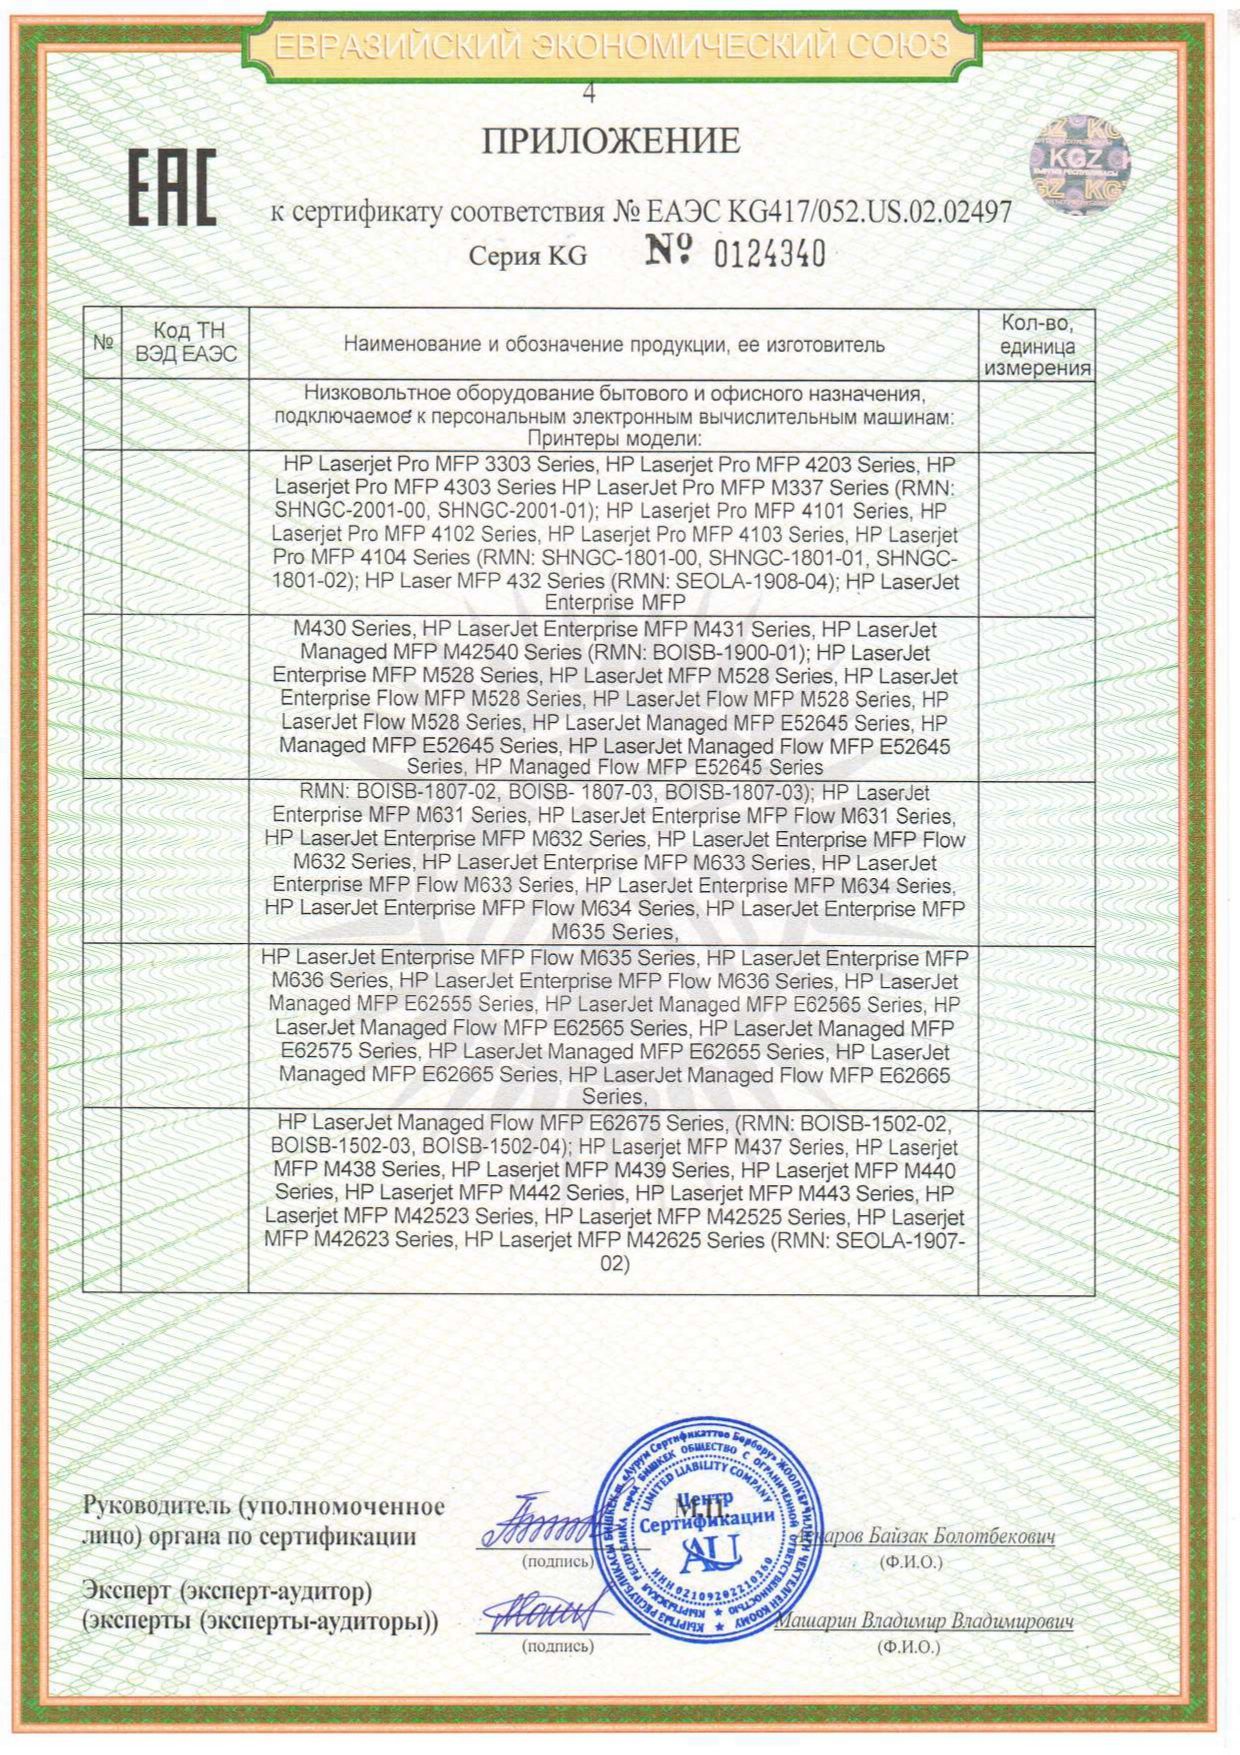 ЕВРАЗИЙСКИЙ ЭКОНОМИЧЕСКИЙ СОЮЗ
4
ПРИЛОЖЕНИЕ
EAC
KGZ
к сертификату соответствия № ЕАЭС KG417/052.US.02.02497
Серия KG № 0124340
№
Код ТН
ВЭД ЕАЭС
Наименование и обозначение продукции, ее изготовитель
Кол-во,
единица
измерения
Низковольтное оборудование бытового и офисного назначения,
подключаемое к персональным электронным вычислительным машинам:
Принтеры модели:
HP Laserjet Pro MFP 3303 Series, HP Laserjet Pro MFP 4203 Series, HP
Laserjet Pro MFP 4303 Series HP LaserJet Pro MFP M337 Series (RMN:
SHNGC-2001-00, SHNGC-2001-01); HP Laserjet Pro MFP 4101 Series, HP
Laserjet Pro MFP 4102 Series, HP Laserjet Pro MFP 4103 Series, HP Laserjet
Pro MFP 4104 Series (RMN: SHNGC-1801-00, SHNGC-1801-01, SHNGC-
1801-02); HP Laser MFP 432 Series (RMN: SEOLA-1908-04); HP LaserJet
Enterprise MFP
M430 Series, HP LaserJet Enterprise MFP M431 Series, HP LaserJet
Managed MFP M42540 Series (RMN: BOISB-1900-01); HP LaserJet
Enterprise MFP M528 Series, HP LaserJet MFP M528 Series, HP LaserJet
Enterprise Flow MFP M528 Series, HP LaserJet Flow MFP M528 Series, HP
LaserJet Flow M528 Series, HP LaserJet Managed MFP E52645 Series, HP
Managed MFP E52645 Series, HP LaserJet Managed Flow MFP E52645
Series, HP Managed Flow MFP E52645 Series
RMN: BOISB-1807-02, BOISB- 1807-03, BOISB-1807-03); HP LaserJet
Enterprise MFP M631 Series, HP LaserJet Enterprise MFP Flow M631 Series,
HP LaserJet Enterprise MFP M632 Series, HP LaserJet Enterprise MFP Flow
M632 Series, HP LaserJet Enterprise MFP M633 Series, HP LaserJet
Enterprise MFP Flow M633 Series, HP LaserJet Enterprise MFP M634 Series,
HP LaserJet Enterprise MFP Flow M634 Series, HP LaserJet Enterprise MFP
M635 Series,
HP LaserJet Enterprise MFP Flow M635 Series, HP LaserJet Enterprise MFP
M636 Series, HP LaserJet Enterprise MFP Flow M636 Series, HP LaserJet
Managed MFP E62555 Series, HP LaserJet Managed MFP E62565 Series, HP
LaserJet Managed Flow MFP E62565 Series, HP LaserJet Managed MFP
E62575 Series, HP LaserJet Managed MFP E62655 Series, HP LaserJet
Managed MFP E62665 Series, HP LaserJet Managed Flow MFP E62665
Series,
HP LaserJet Managed Flow MFP E62675 Series, (RMN: BOISB-1502-02,
BOISB-1502-03, BOISB-1502-04); HP Laserjet MFP M437 Series, HP Laserjet
MFP M438 Series, HP Laserjet MFP M439 Series, HP Laserjet MFP M440
Series, HP Laserjet MFP M442 Series, HP Laserjet MFP M443 Series, HP
Laserjet MFP M42523 Series, HP Laserjet MFP M42525 Series, HP Laserjet
MFP M42623 Series, HP Laserjet MFP M42625 Series (RMN: SEOLA-1907-
02)
LIMITED LIABILITY COMPANY
Центр
Сертификации
AU
М.П.
Руководитель (уполномоченное
лицо) органа по сертификации
Байзак Болотбекович
(подпись)
(Ф.И.О.)
Эксперт (эксперт-аудитор)
(эксперты (эксперты-аудиторы))
Машарин Владимир Владимирович
(подпись)
(Ф.И.О.)